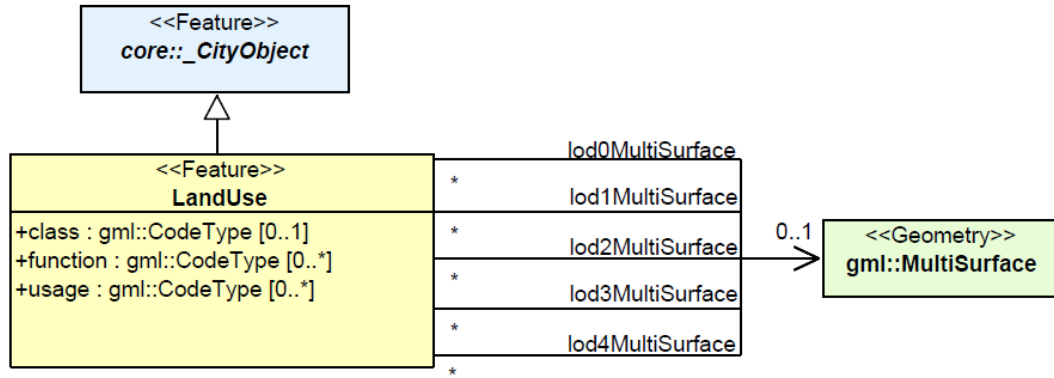 <<Feature>>
core::_CityObject
<<Feature>>
LandUse
+class : gml::CodeType [0..1]
+function : gml::CodeType [0..*]
+usage : gml::CodeType [0..*]
lod0MultiSurface
*
lod1MultiSurface
*
lod2MultiSurface
*
lod3MultiSurface
*
lod4MultiSurface
*
0..1
<<Geometry>>
gml::MultiSurface